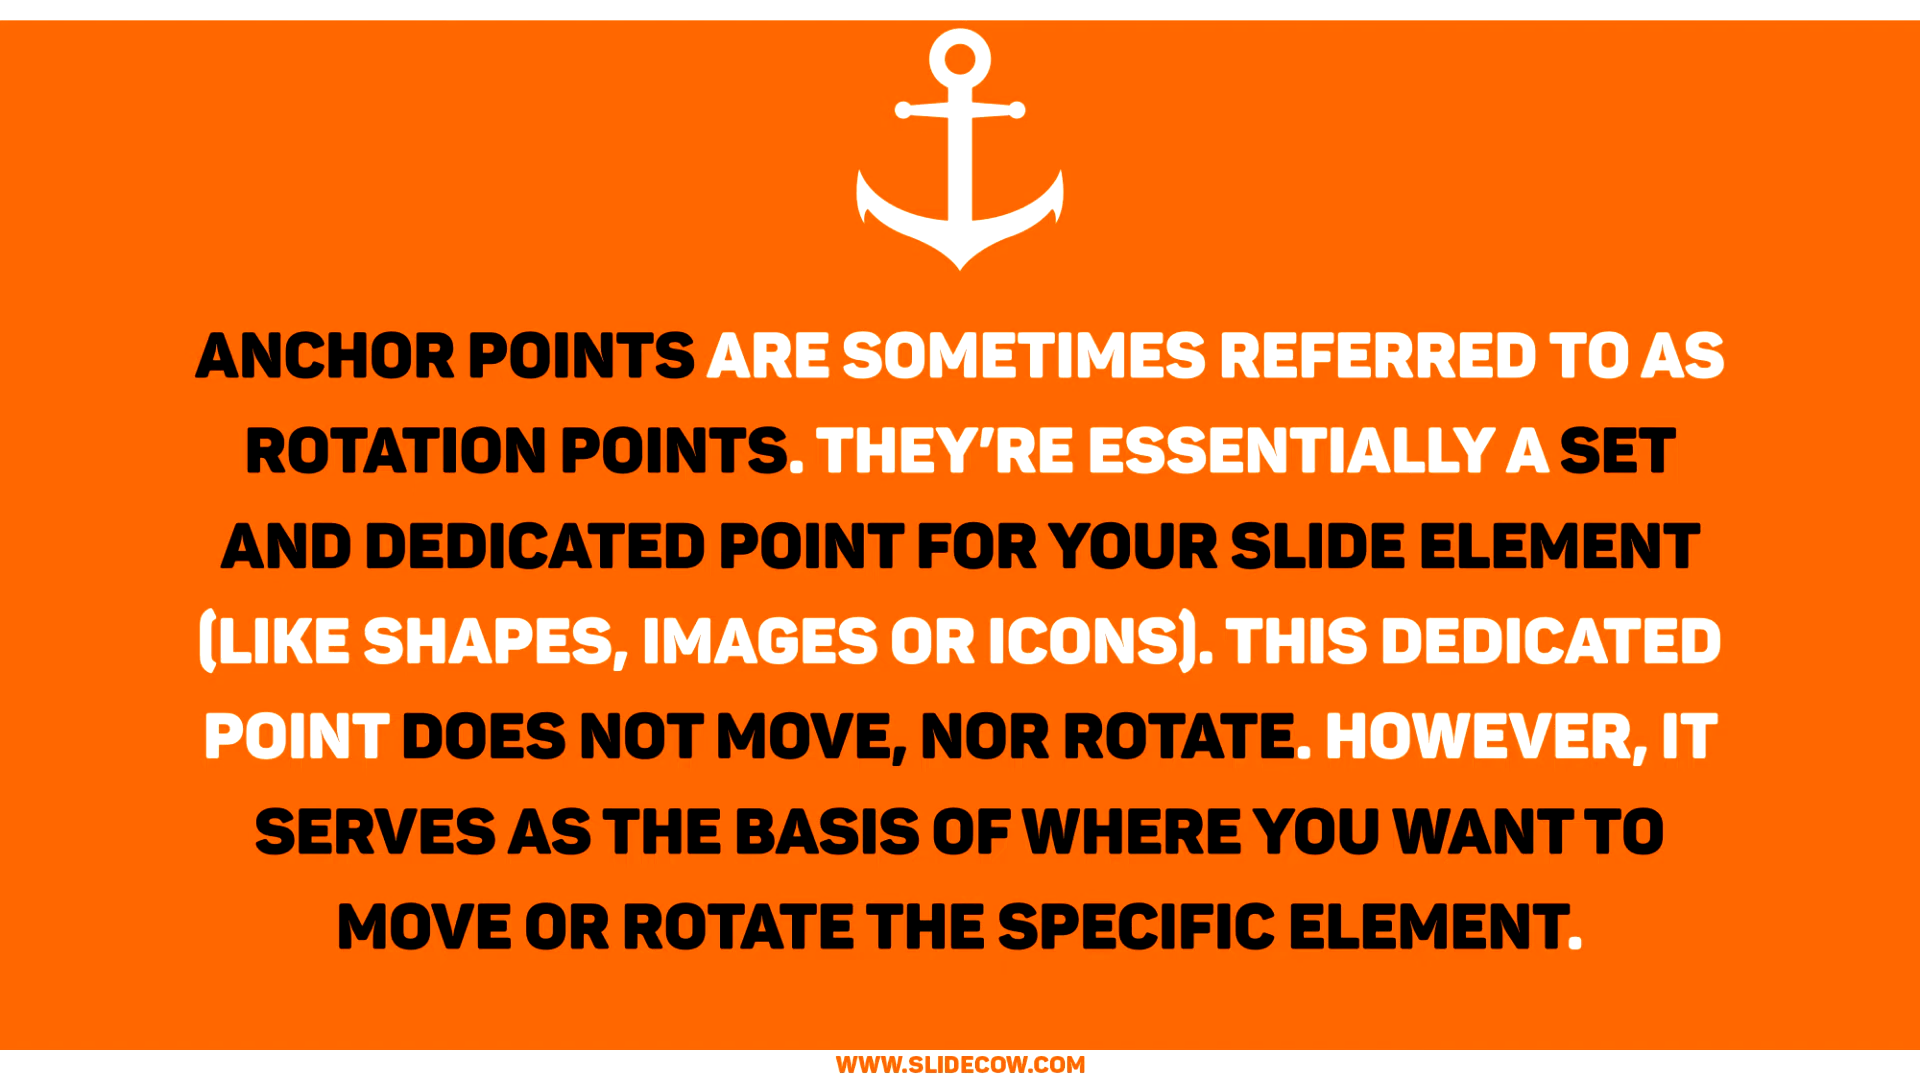 ANCHOR POINTS ARE SOMETIMES REFERRED TO AS
ROTATION POINTS. THEY’RE ESSENTIALLY A SET
AND DEDICATED POINT FOR YOUR SLIDE ELEMENT
(LIKE SHAPES, IMAGES OR ICONS). THIS DEDICATED
POINT DOES NOT MOVE, NOR ROTATE. HOWEVER, IT
SERVES AS THE BASIS OF WHERE YOU WANT TO
MOVE OR ROTATE THE SPECIFIC ELEMENT.
WWW.SLIDECOW.COM